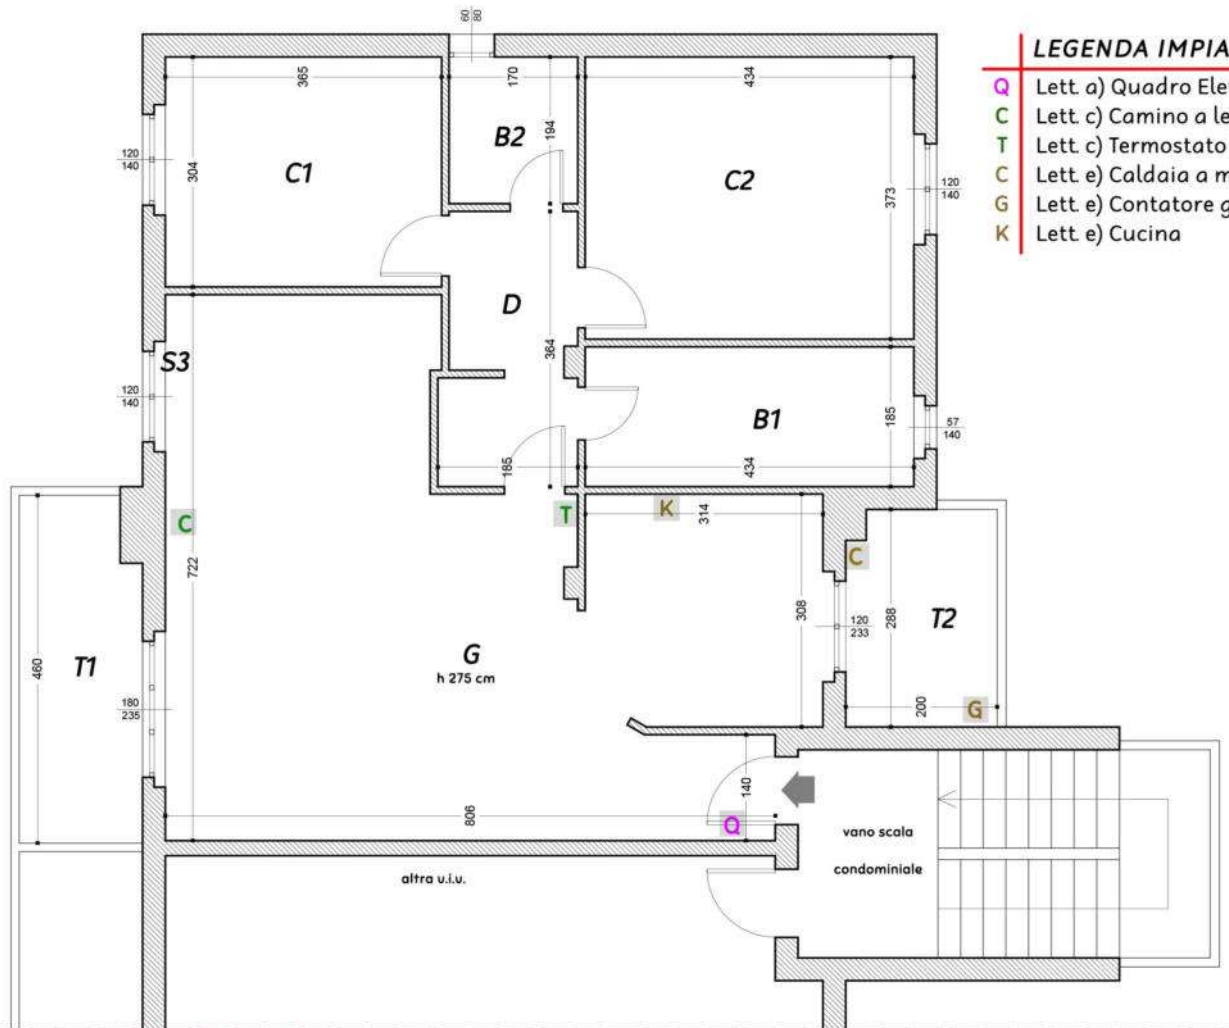 60
80
LEGENDA IMPIA
Q Lett. a) Quadro Ele
C Lett. c) Camino a le
T Lett. c) Termostato
C Lett. e) Caldaia a m
G Lett. e) Contatore g
K Lett. e) Cucina
365
170
434
B2
194
C1
304
120
140
C2
373
120
140
D
364
S3
120
140
B1
185
57
140
185
434
C
T
K
314
C
722
308
120
233
288
T2
460
T1
G
h 275 cm
180
235
200
G
140
806
Q
vano scala
condominiale
altra u.i.u.